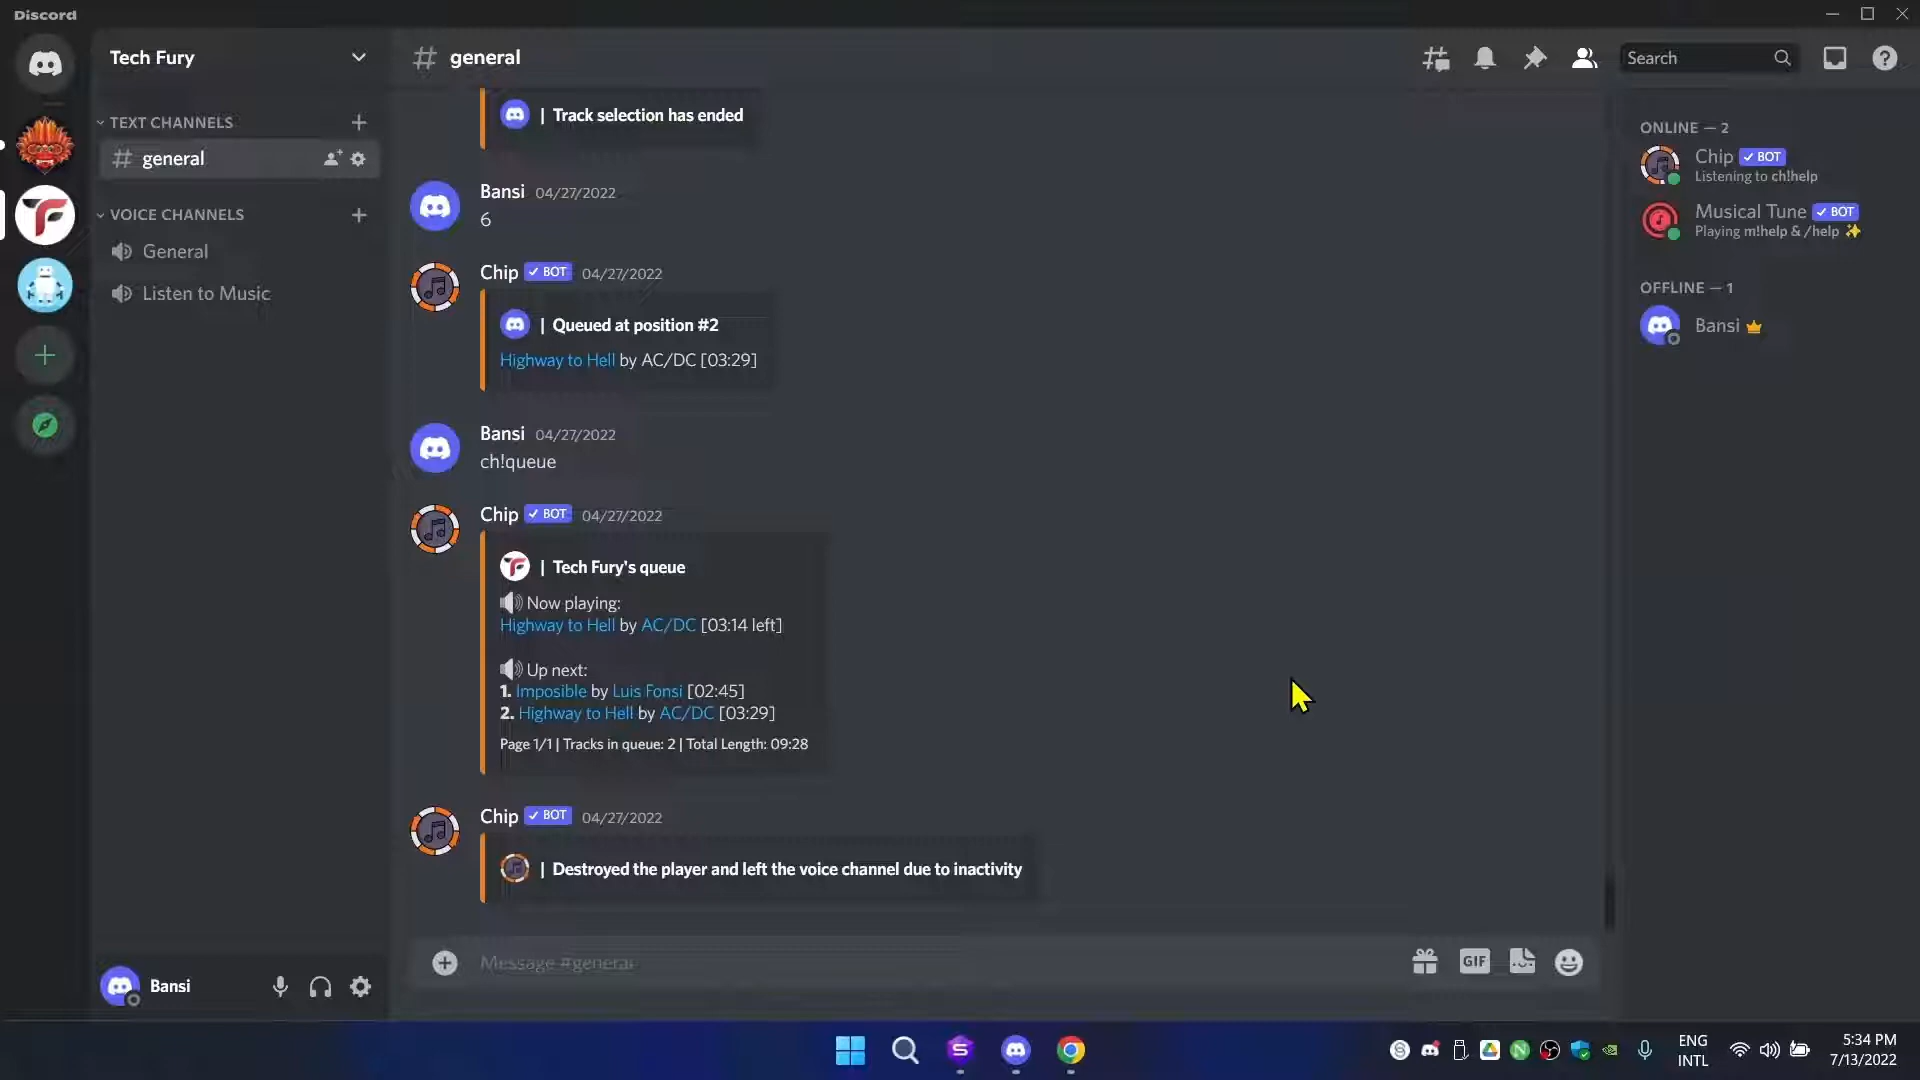 Discord
Tech Fury
general
Search
TEXT CHANNELS
general
VOICE CHANNELS
General
Listen to Music
Bansi
| Track selection has ended
Bansi 04/27/2022
6
Chip BOT 04/27/2022
| Queued at position #2
Highway to Hell by AC/DC [03:29]
Bansi 04/27/2022
ch!queue
Chip BOT 04/27/2022
| Tech Fury's queue
Now playing:
Highway to Hell by AC/DC [03:14 left]
Up next:
1. Imposible by Luis Fonsi [02:45]
2. Highway to Hell by AC/DC [03:29]
Page 1/1 | Tracks in queue: 2 | Total Length: 09:28
Chip BOT 04/27/2022
| Destroyed the player and left the voice channel due to inactivity
Message #general
GIF
ONLINE — 2
Chip BOT
Listening to ch!help
Musical Tune BOT
Playing m!help & /help ✨
OFFLINE — 1
Bansi
ENG
INTL
5:34 PM
7/13/2022